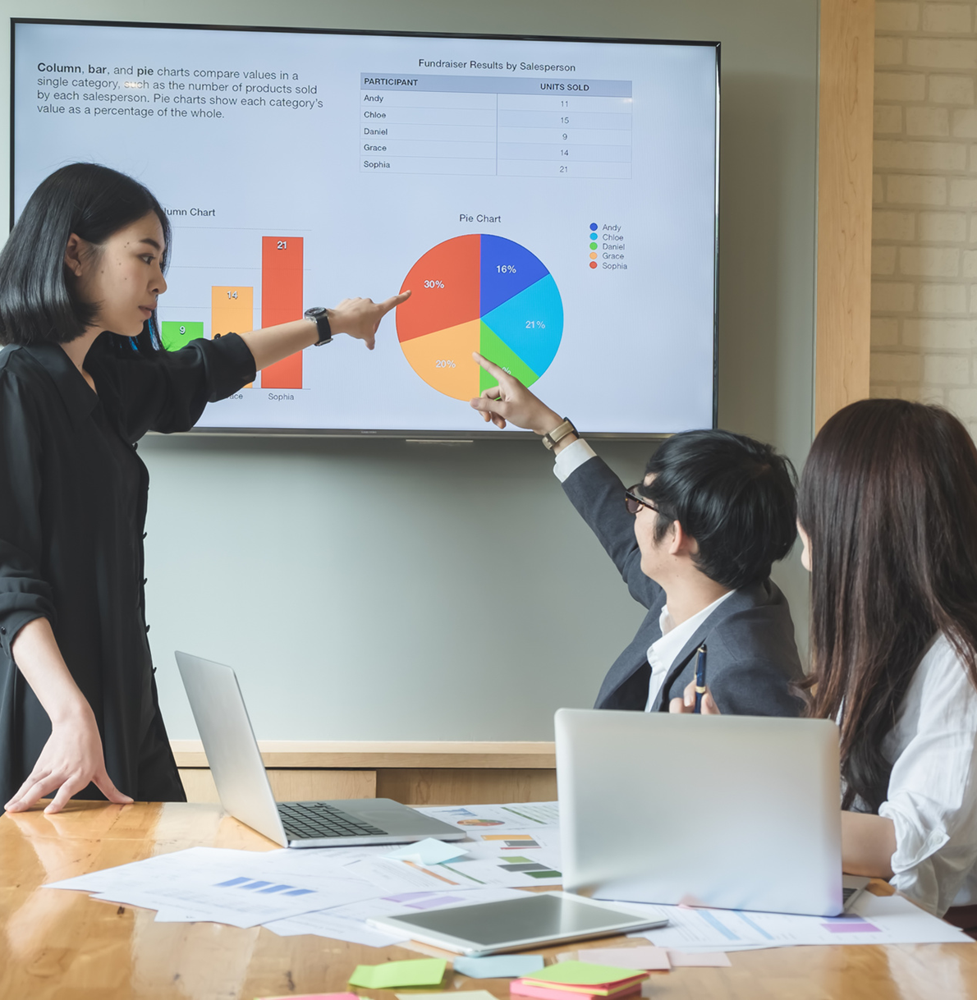 Column, bar, and pie charts compare values in a
single category, such as the number of products sold
by each salesperson. Pie charts show each category's
value as a percentage of the whole.
Fundraiser Results by Salesperson
PARTICIPANT UNITS SOLD
Andy 11
Chloe 15
Daniel 9
Grace 14
Sophia 21
Chart
21
14
9
Sophia
Pie Chart
16%
30%
21%
20%
%
Andy
Chloe
Daniel
Grace
Sophia